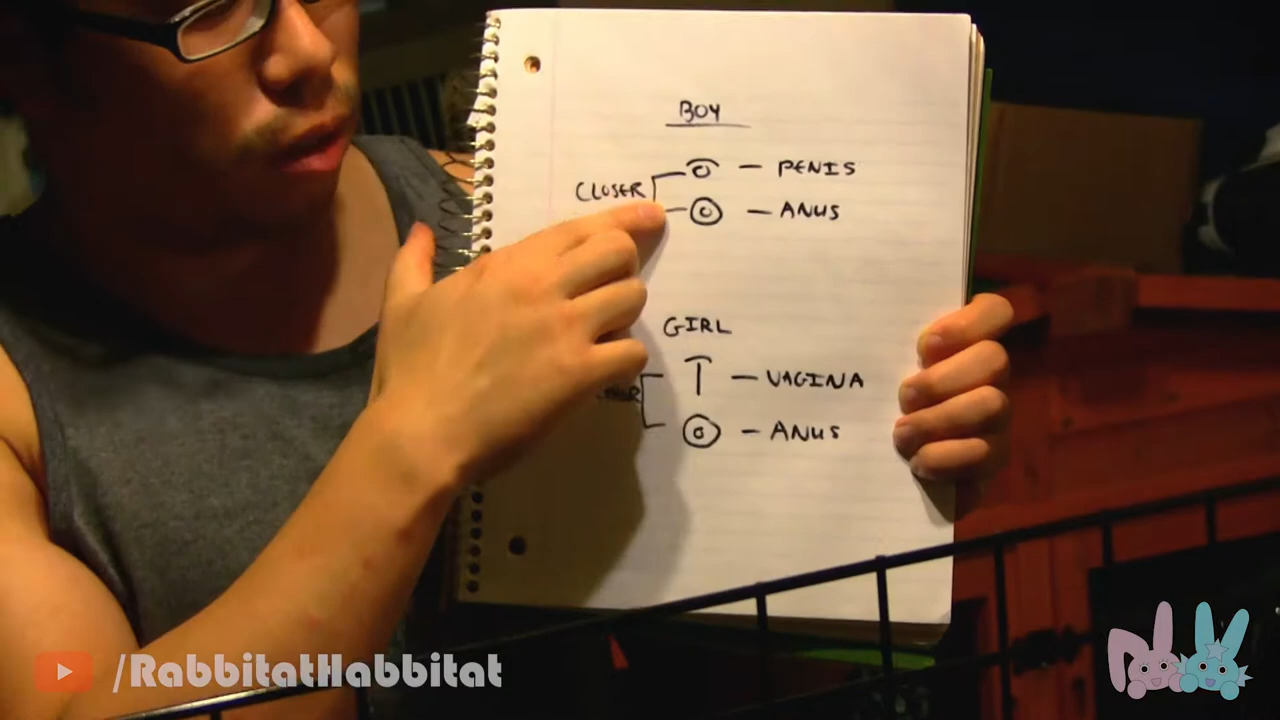 BOY
PENIS
CLOSER
ANUS
GIRL
VAGINA
ANUS
/RabbitatHabbitat